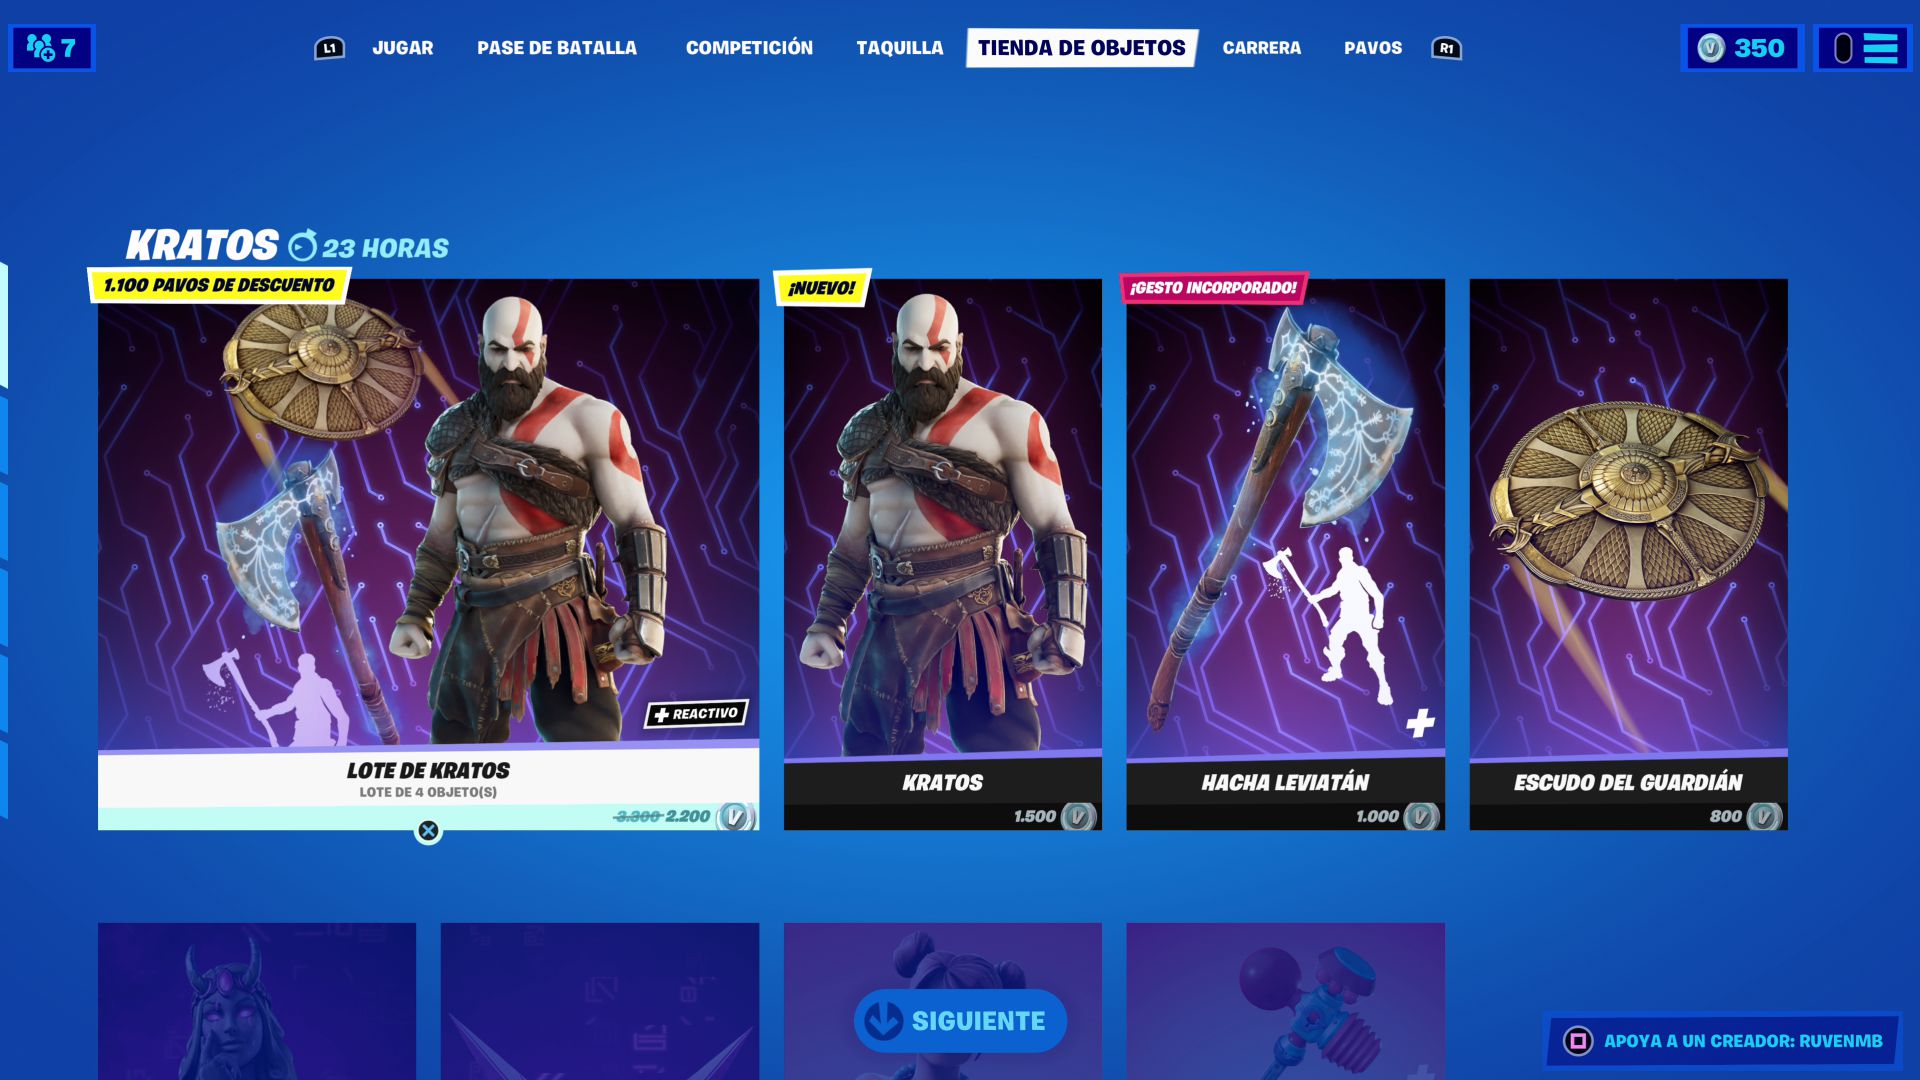 7
L1
JUGAR
PASE DE BATALLA
COMPETICIÓN
TAQUILLA
TIENDA DE OBJETOS
CARRERA
PAVOS
R1
350
KRATOS
23 HORAS
1.100 PAVOS DE DESCUENTO
+ REACTIVO
LOTE DE KRATOS
LOTE DE 4 OBJETO(S)
3.300 2.200
¡NUEVO!
KRATOS
1.500
¡GESTO INCORPORADO!
HACHA LEVIATÁN
1.000
ESCUDO DEL GUARDIÁN
800
SIGUIENTE
APOYA A UN CREADOR: RUVENMB